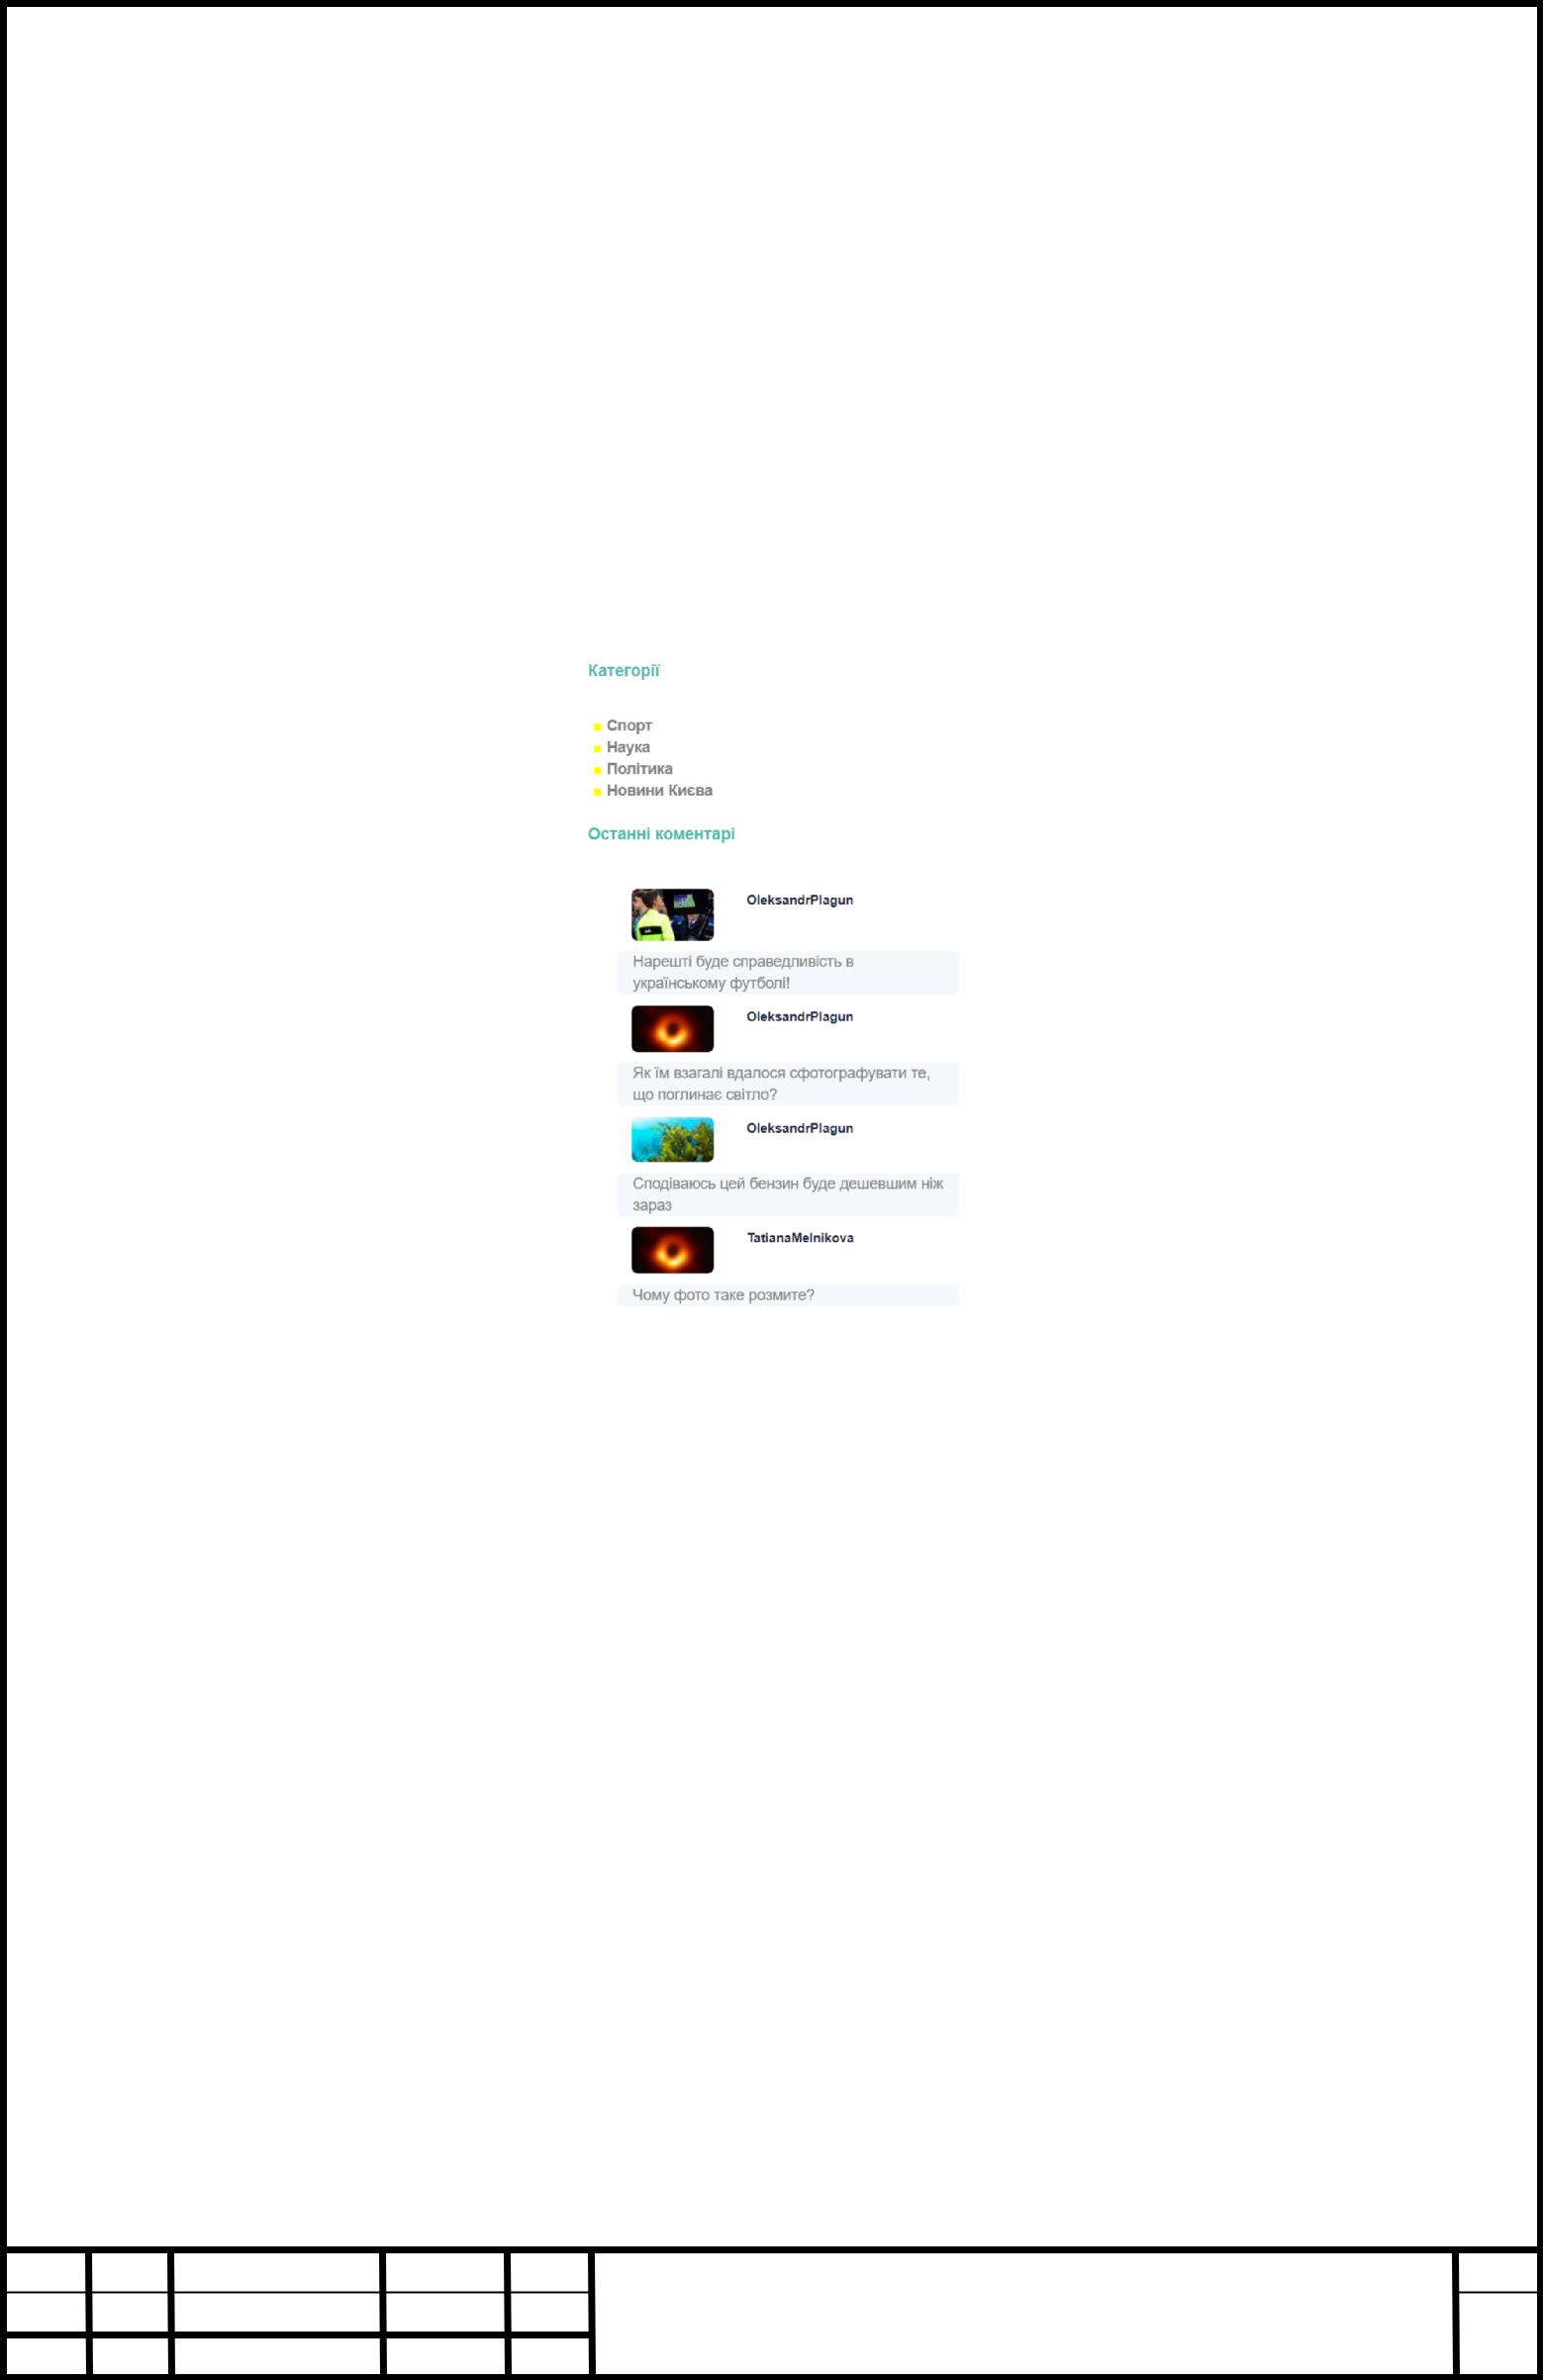 Категорії
Спорт
Наука
Політика
Новини Києва
Останні коментарі
OleksandrPlagun
Нарешті буде справедливість в
українському футболі!
OleksandrPlagun
Як їм взагалі вдалося сфотографувати те,
що поглинає світло?
OleksandrPlagun
Сподіваюсь цей бензин буде дешевшим ніж
зараз
TatianaMelnikova
Чому фото таке розмите?